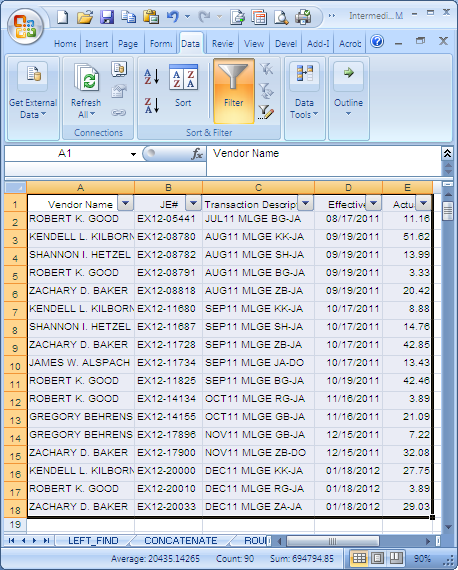 Intermedi... M
Home Insert Page Formu Data Revie View Devel Add-I Acrob
Get External Data
Refresh All
Sort
Filter
Data Tools
Outline
Connections
Sort & Filter
A1 fx Vendor Name
A B C D E
1 Vendor Name JE# Transaction Descript Effective Actu
2 ROBERT K. GOOD EX12-05441 JUL11 MLGE BG-JA 08/17/2011 11.16
3 KENDELL L. KILBORN EX12-08780 AUG11 MLGE KK-JA 09/19/2011 51.62
4 SHANNON I. HETZEL EX12-08782 AUG11 MLGE SH-JA 09/19/2011 13.99
5 ROBERT K. GOOD EX12-08791 AUG11 MLGE BG-JA 09/19/2011 3.33
6 ZACHARY D. BAKER EX12-08818 AUG11 MLGE ZB-JA 09/19/2011 20.42
7 KENDELL L. KILBORN EX12-11680 SEP11 MLGE KK-JA 10/17/2011 8.88
8 SHANNON I. HETZEL EX12-11687 SEP11 MLGE SH-JA 10/17/2011 14.76
9 ZACHARY D. BAKER EX12-11728 SEP11 MLGE ZB-JA 10/17/2011 42.85
10 JAMES W. ALSPACH EX12-11734 SEP11 MLGE JA-DO 10/17/2011 13.43
11 ROBERT K. GOOD EX12-11825 SEP11 MLGE BG-JA 10/19/2011 42.46
12 ROBERT K. GOOD EX12-14134 OCT11 MLGE RG-JA 11/16/2011 3.89
13 GREGORY BEHRENS EX12-14155 OCT11 MLGE GB-JA 11/16/2011 21.09
14 GREGORY BEHRENS EX12-17896 NOV11 MLGE GB-JA 12/15/2011 7.22
15 ZACHARY D. BAKER EX12-17900 NOV11 MLGE ZB-DO 12/15/2011 32.08
16 KENDELL L. KILBORN EX12-20000 DEC11 MLGE KK-JA 01/18/2012 27.75
17 ROBERT K. GOOD EX12-20010 DEC11 MLGE RG-JA 01/18/2012 3.89
18 ZACHARY D. BAKER EX12-20033 DEC11 MLGE ZA-JA 01/18/2012 29.03
19
LEFT_FIND CONCATENATE ROU
Average: 20435.14265 Count: 90 Sum: 694794.85 90%